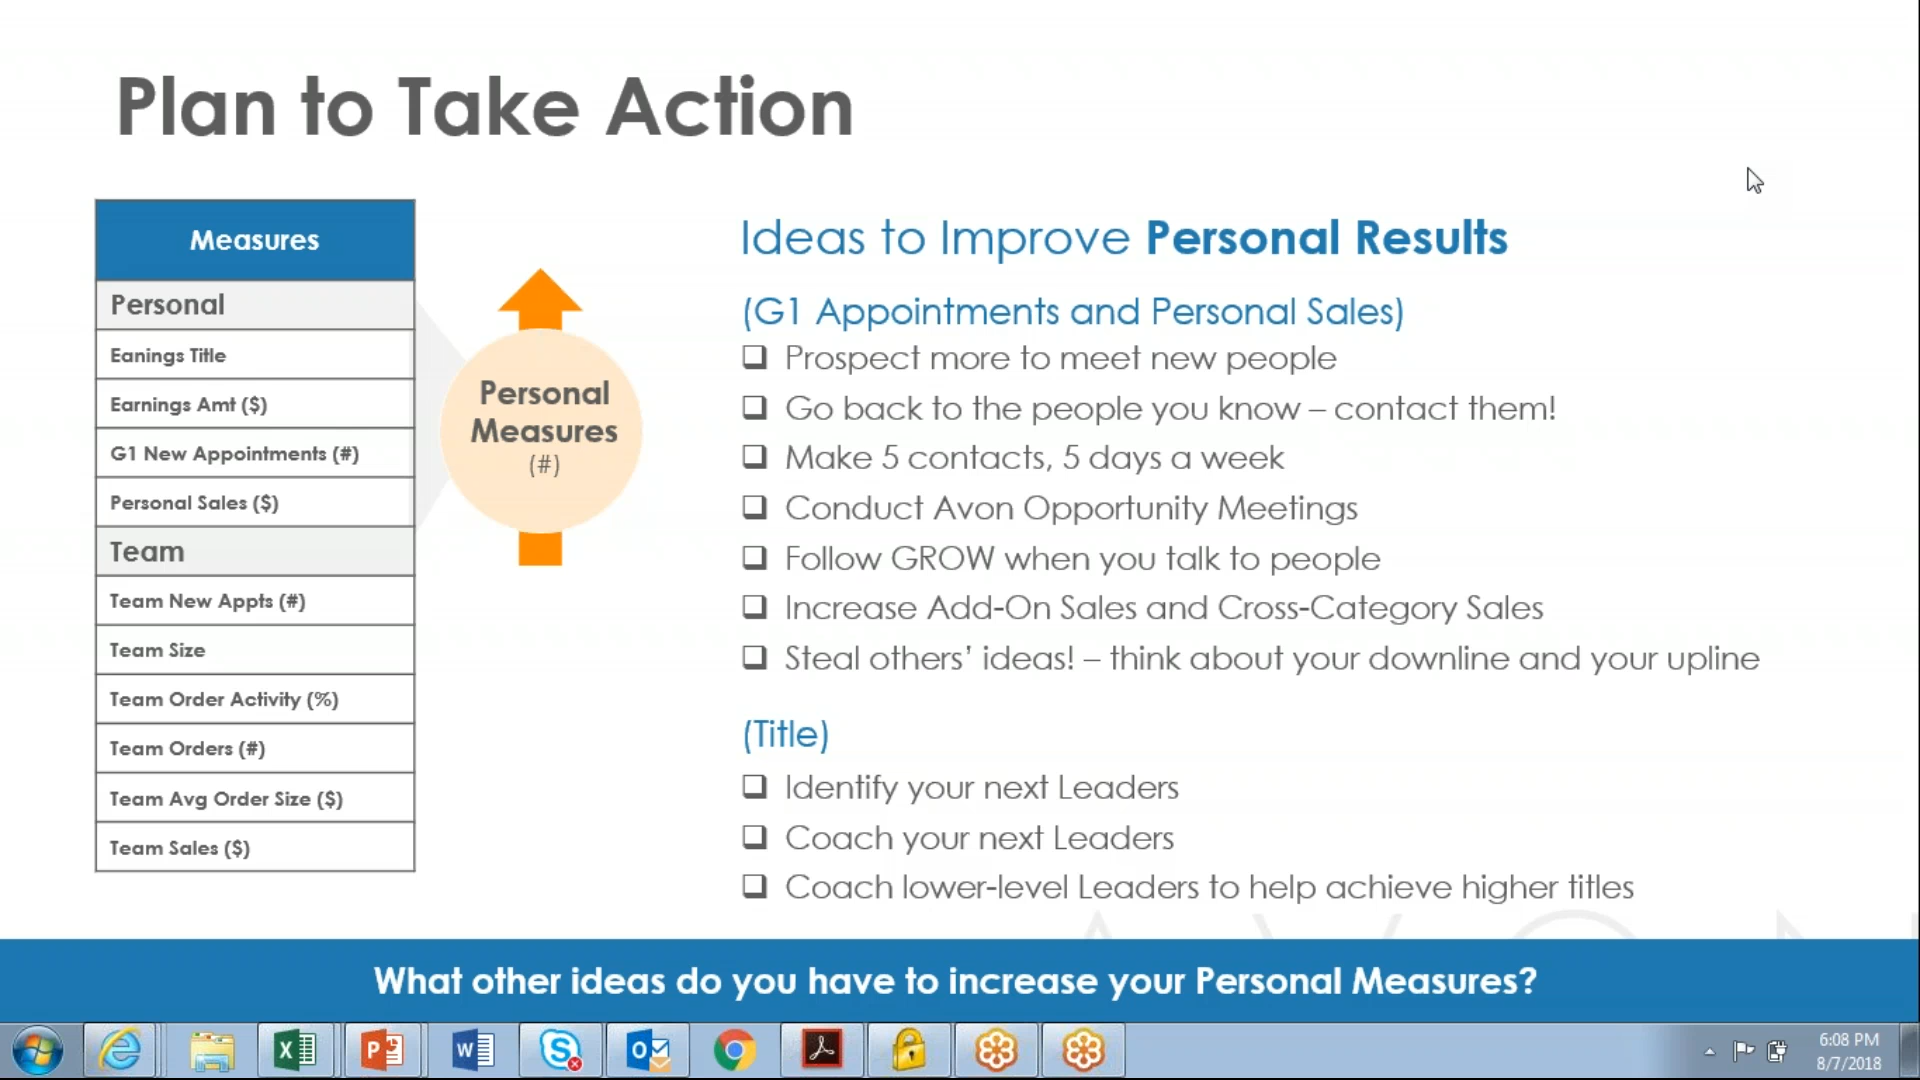 Plan to Take Action
Measures
Personal
Eanings Title
Earnings Amt ($)
G1 New Appointments (#)
Personal Sales ($)
Team
Team New Appts (#)
Team Size
Team Order Activity (%)
Team Orders (#)
Team Avg Order Size ($)
Team Sales ($)
Personal
Measures
(#)
Ideas to Improve Personal Results
(G1 Appointments and Personal Sales)
Prospect more to meet new people
Go back to the people you know – contact them!
Make 5 contacts, 5 days a week
Conduct Avon Opportunity Meetings
Follow GROW when you talk to people
Increase Add-On Sales and Cross-Category Sales
Steal others’ ideas! – think about your downline and your upline
(Title)
Identify your next Leaders
Coach your next Leaders
Coach lower-level Leaders to help achieve higher titles
AVON
What other ideas do you have to increase your Personal Measures?
6:08 PM
8/7/2018